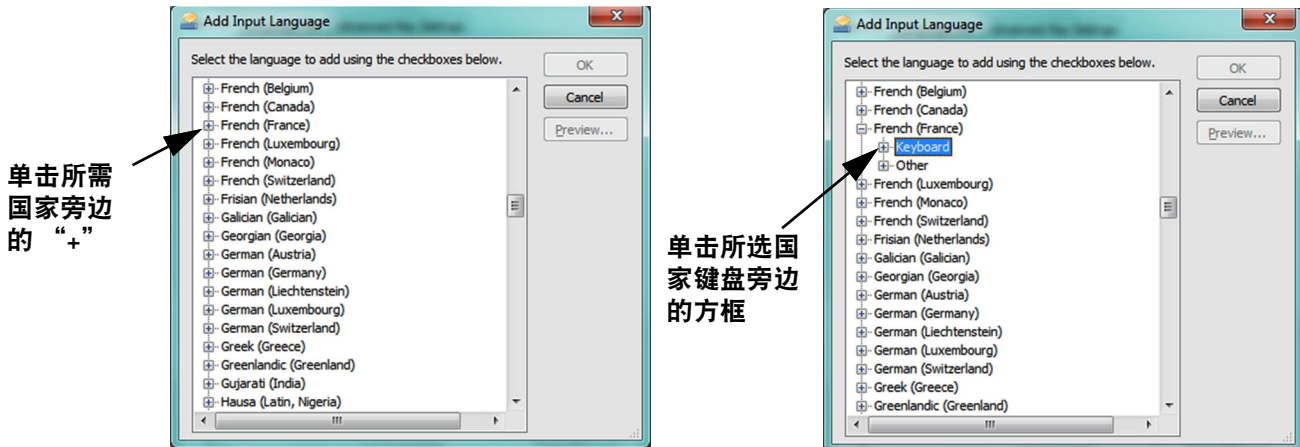 Add Input Language
Select the language to add using the checkboxes below.
French (Belgium)
French (Canada)
French (France)
French (Luxembourg)
French (Monaco)
French (Switzerland)
Frisian (Netherlands)
Galician (Galician)
Georgian (Georgia)
German (Austria)
German (Germany)
German (Liechtenstein)
German (Luxembourg)
German (Switzerland)
Greek (Greece)
Greenlandic (Greenland)
Gujarati (India)
Hausa (Latin, Nigeria)
OK
Cancel
Preview...
单击所需
国家旁边
的 “+”
Add Input Language
Select the language to add using the checkboxes below.
French (Belgium)
French (Canada)
French (France)
Keyboard
Other
French (Luxembourg)
French (Monaco)
French (Switzerland)
Frisian (Netherlands)
Galician (Galician)
Georgian (Georgia)
German (Austria)
German (Germany)
German (Liechtenstein)
German (Luxembourg)
German (Switzerland)
Greek (Greece)
Greenlandic (Greenland)
OK
Cancel
Preview...
单击所选国
家键盘旁边
的方框